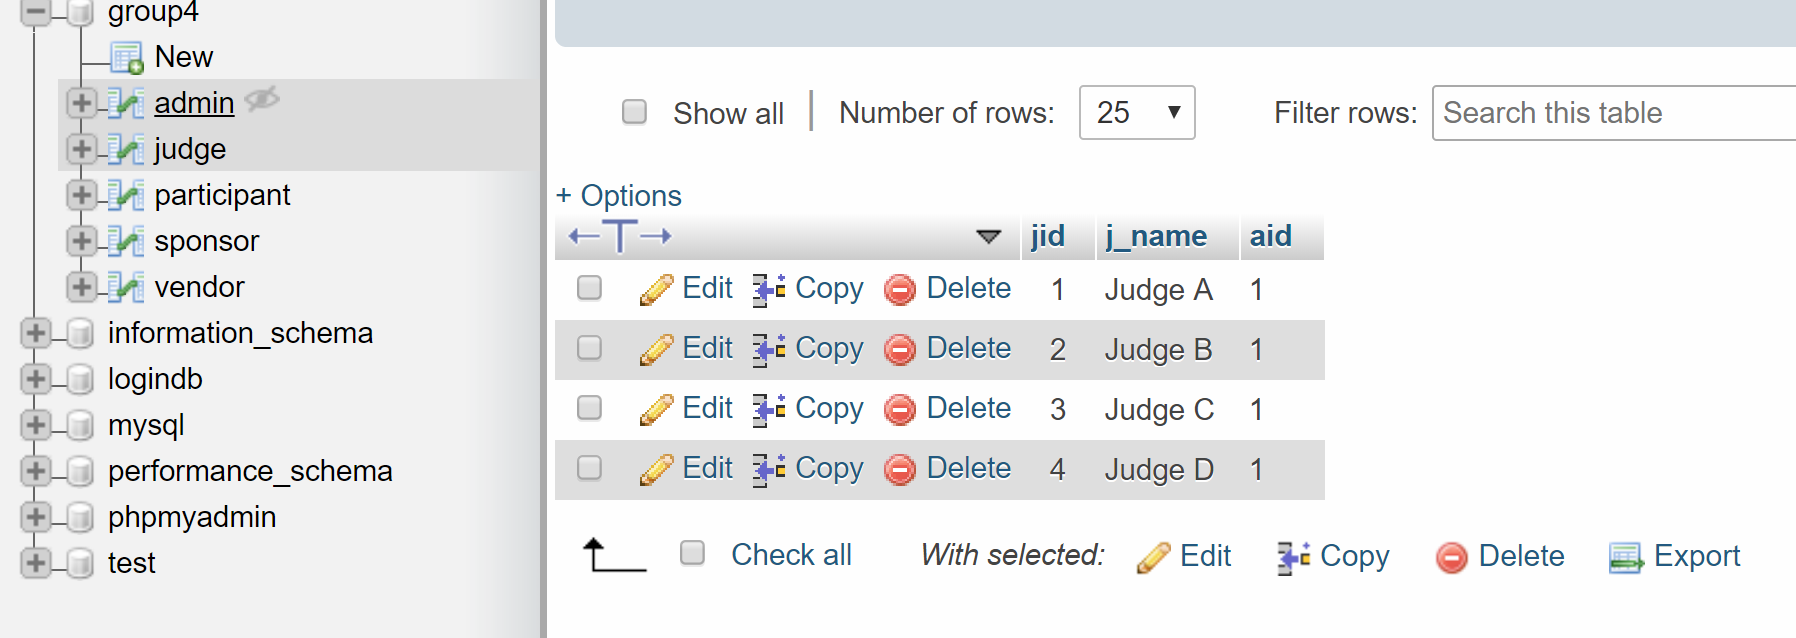 group4
New
admin
judge
participant
sponsor
vendor
information_schema
logindb
mysql
performance_schema
phpmyadmin
test
Show all Number of rows: 25 Filter rows: Search this table
+ Options
jid j_name aid
Edit Copy Delete 1 Judge A 1
Edit Copy Delete 2 Judge B 1
Edit Copy Delete 3 Judge C 1
Edit Copy Delete 4 Judge D 1
Check all With selected: Edit Copy Delete Export